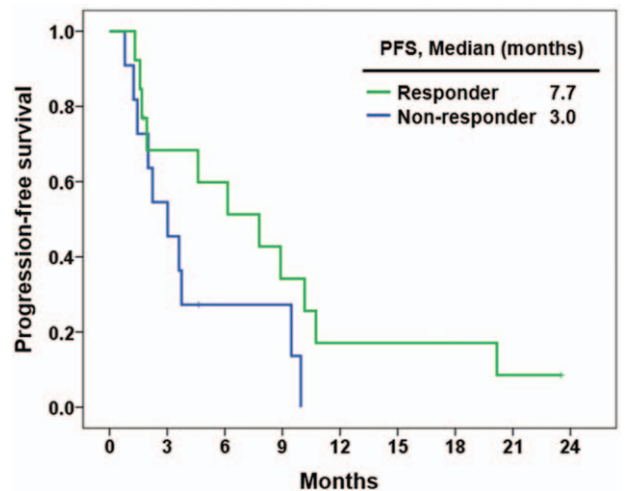 PFS, Median (months)
Responder 7.7
Non-responder 3.0
Progression-free survival
1.0
0.8
0.6
0.4
0.2
0.0
0 3 6 9 12 15 18 21 24
Months